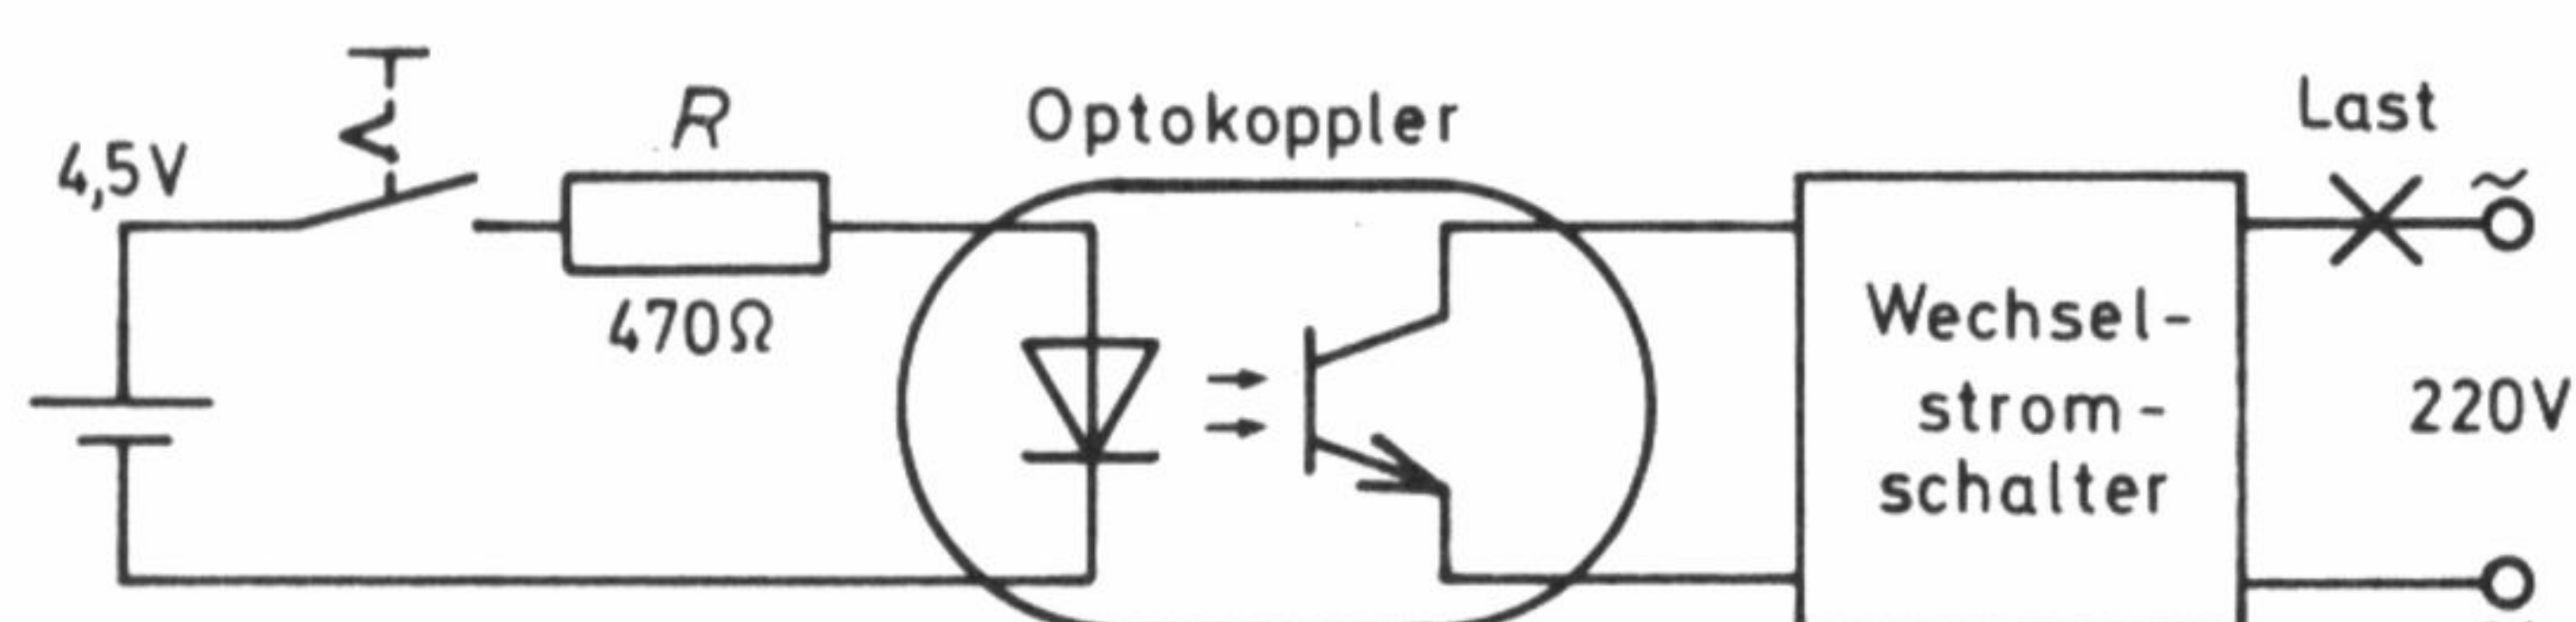 4,5V
R
470Ω
Optokoppler
Wechsel-
strom-
schalter
Last
~
220V